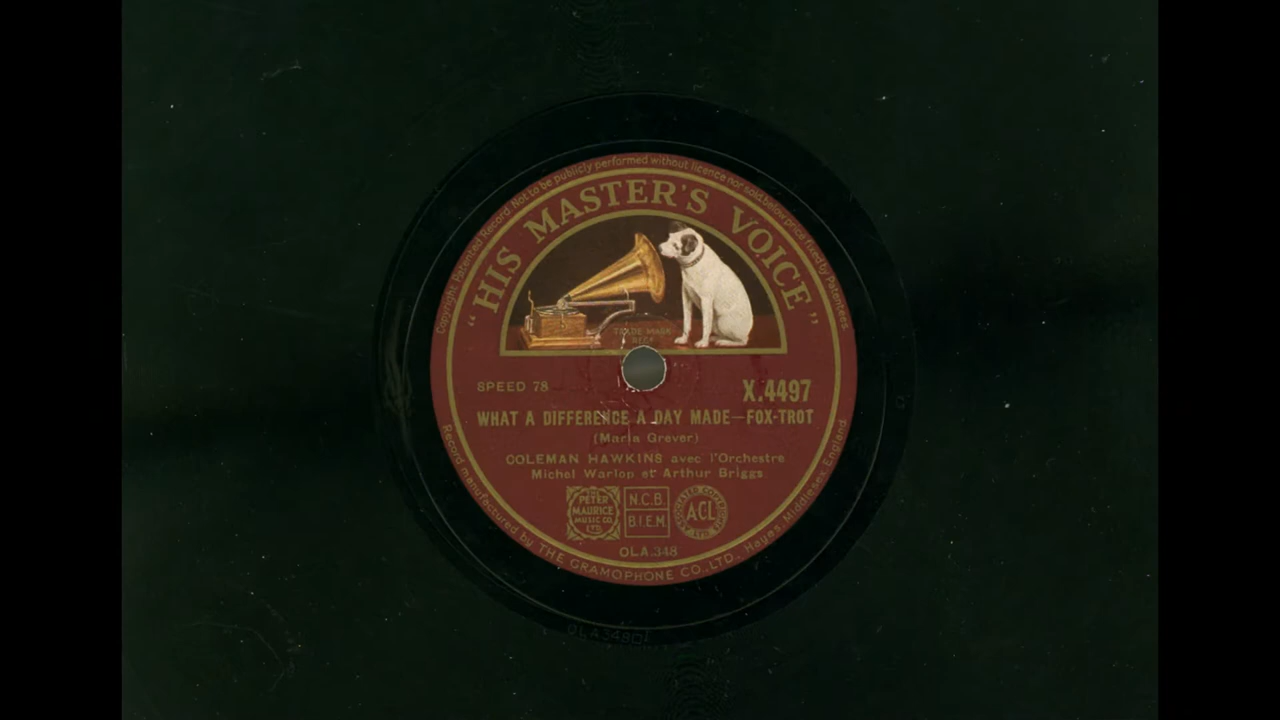 Copyright. Patented Record. Not to be publicly performed without licence nor sold below price fixed by Patentees.
"HIS MASTER'S VOICE"
TRADE MARK
SPEED 78
X.4497
WHAT A DIFFERENCE A DAY MADE—FOX-TROT
(Maria Grever)
COLEMAN HAWKINS avec l'Orchestre
Michel Warlop et Arthur Briggs
PETER
MAURICE
MUSIC CO.
LTD
N.C.B.
B.I.E.M.
ACL
OLA.348
Record manufactured by THE GRAMOPHONE CO., LTD., Hayes, Middlesex, England.